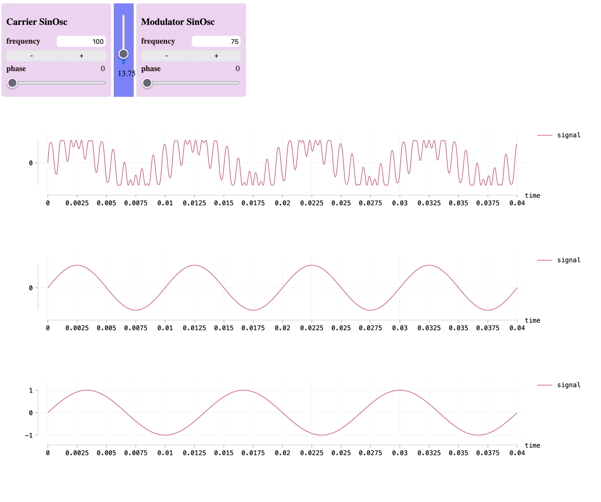 Carrier SinOsc
frequency 100
- +
phase 0
13.75
Modulator SinOsc
frequency 75
- +
phase 0
signal
0
time
0 0.0025 0.005 0.0075 0.01 0.0125 0.015 0.0175 0.02 0.0225 0.025 0.0275 0.03 0.0325 0.035 0.0375 0.04
signal
0
time
0 0.0025 0.005 0.0075 0.01 0.0125 0.015 0.0175 0.02 0.0225 0.025 0.0275 0.03 0.0325 0.035 0.0375 0.04
signal
1
0
−1
time
0 0.0025 0.005 0.0075 0.01 0.0125 0.015 0.0175 0.02 0.0225 0.025 0.0275 0.03 0.0325 0.035 0.0375 0.04